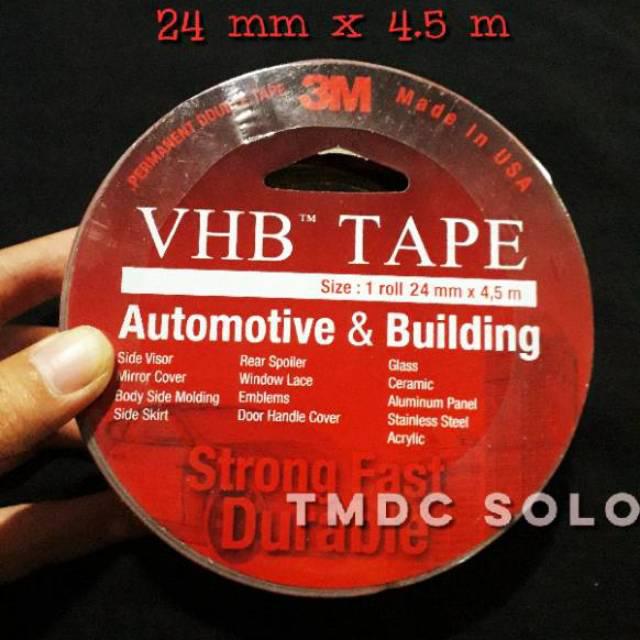 24 mm x 4.5 m
PERMANENT DOUBLE TAPE 3M Made In USA
VHB™ TAPE
Size : 1 roll 24 mm x 4,5 m
Automotive & Building
Side Visor
Mirror Cover
Body Side Molding
Side Skirt
Rear Spoiler
Window Lace
Emblems
Door Handle Cover
Glass
Ceramic
Aluminum Panel
Stainless Steel
Acrylic
Strong Fast
Durable
TMDC SOLO